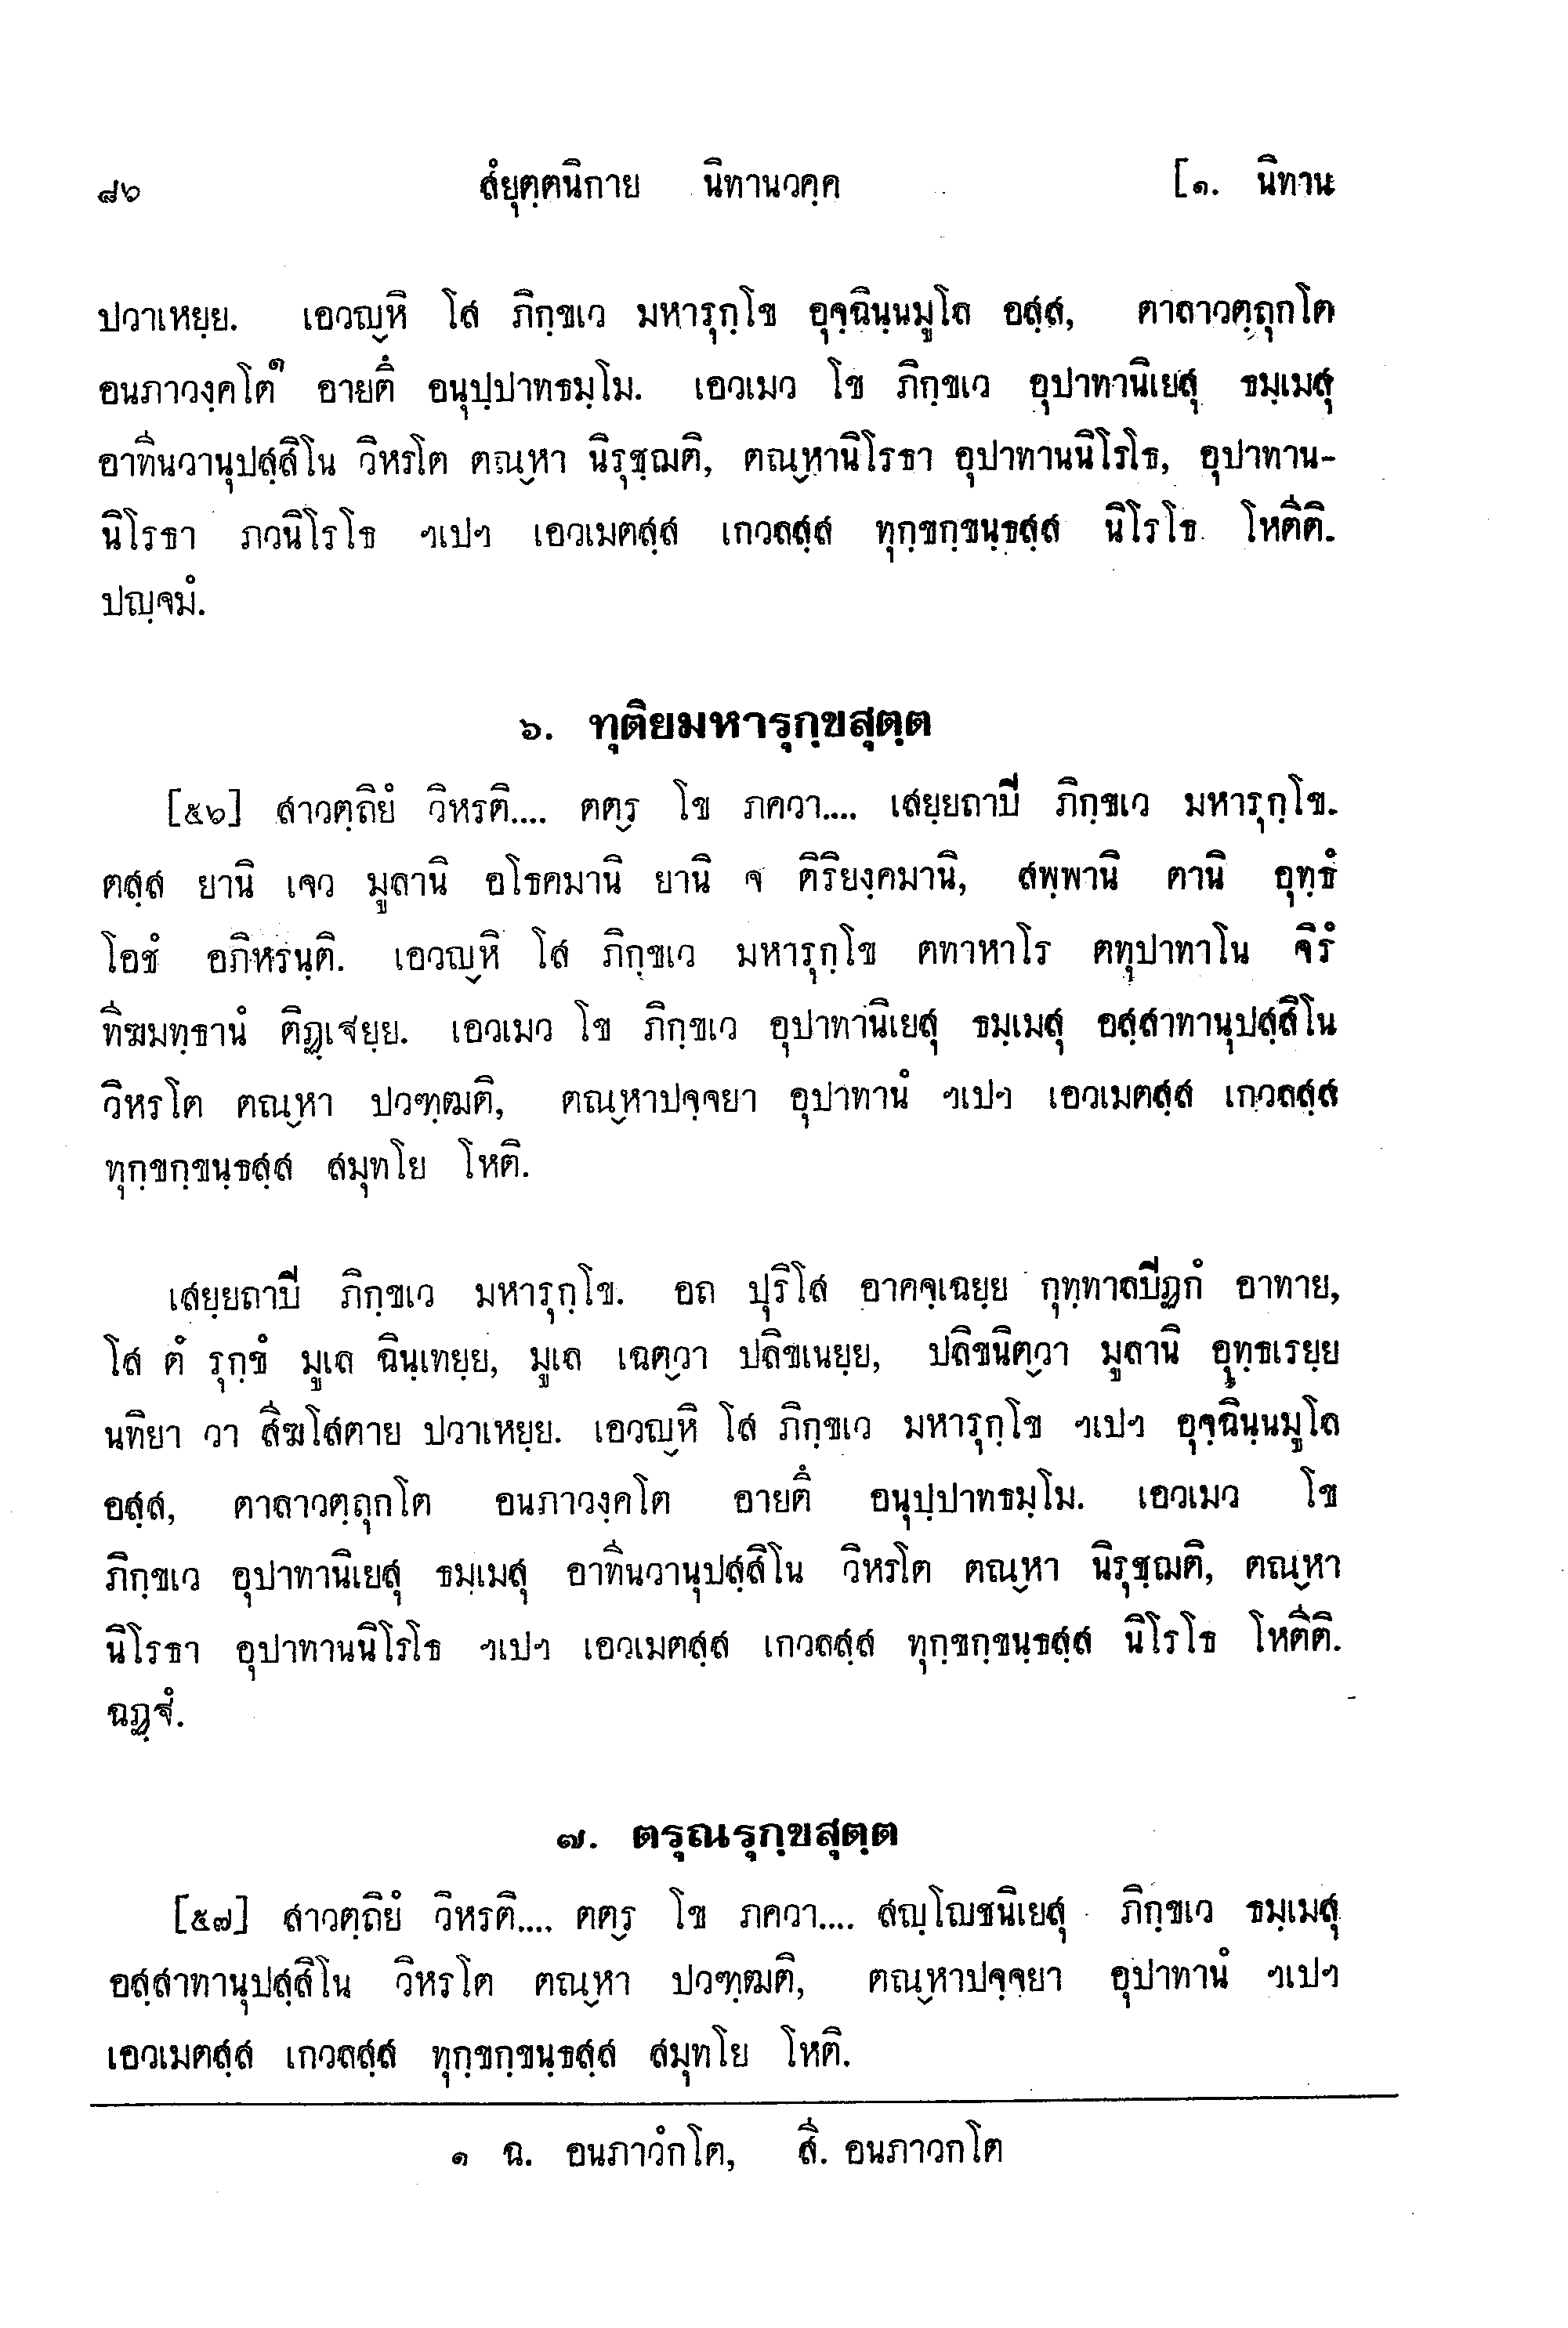 ๘๖ สํยุตฺตนิกาย นิทานวคฺค [๑. นิทาน
ปวาเหยฺย. เอวญฺหิ โส ภิกฺขเว มหารุกฺโข อุจฺฉินฺนมูโล อสฺส, ตาลาวตฺถุกโต
อนภาวงฺคโต๑ อายตึ อนุปฺปาทธมฺโม. เอวเมว โข ภิกฺขเว อุปาทานิเยสุ ธมฺเมสุ
อาทีนวานุปสฺสิโน วิหรโต ตณฺหา นิรุชฺฌติ, ตณฺหานิโรธา อุปาทานนิโรโธ, อุปาทาน-
นิโรธา ภวนิโรโธ ฯเปฯ เอวเมตสฺส เกวลสฺส ทุกฺขกฺขนฺธสฺส นิโรโธ โหตีติ.
ปญฺจมํ.
๖. ทุติยมหารุกฺขสุตฺต
[๕๖] สาวตฺถิยํ วิหรติ.... ตตฺร โข ภควา.... เสยฺยถาปิ ภิกฺขเว มหารุกฺโข.
ตสฺส ยานิ เจว มูลานิ อโธคมานิ ยานิ จ ติริยงฺคมานิ, สพฺพานิ ตานิ อุทฺธํ
โอชํ อภิหรนฺติ. เอวญฺหิ โส ภิกฺขเว มหารุกฺโข ตทาหาโร ตทุปาทาโน จิรํ
ทีฆมทฺธานํ ติฏฺเฐยฺย. เอวเมว โข ภิกฺขเว อุปาทานิเยสุ ธมฺเมสุ อสฺสาทานุปสฺสิโน
วิหรโต ตณฺหา ปวฑฺฒติ, ตณฺหาปจฺจยา อุปาทานํ ฯเปฯ เอวเมตสฺส เกวลสฺส
ทุกฺขกฺขนฺธสฺส สมุทโย โหติ.
เสยฺยถาปิ ภิกฺขเว มหารุกฺโข. อถ ปุริโส อาคจฺเฉยฺย กุทฺทาลปิฏกํ อาทาย,
โส ตํ รุกฺขํ มูเล ฉินฺเทยฺย, มูเล เฉตฺวา ปลิขเนยฺย, ปลิขนิตฺวา มูลานิ อุทฺธเรยฺย
นทิยา วา สีฆโสตาย ปวาเหยฺย. เอวญฺหิ โส ภิกฺขเว มหารุกฺโข ฯเปฯ อุจฺฉินฺนมูโล
อสฺส, ตาลาวตฺถุกโต อนภาวงฺคโต อายตึ อนุปฺปาทธมฺโม. เอวเมว โข
ภิกฺขเว อุปาทานิเยสุ ธมฺเมสุ อาทีนวานุปสฺสิโน วิหรโต ตณฺหา นิรุชฺฌติ, ตณฺหา
นิโรธา อุปาทานนิโรโธ ฯเปฯ เอวเมตสฺส เกวลสฺส ทุกฺขกฺขนฺธสฺส นิโรโธ โหตีติ.
ฉฏฺฐํ.
๗. ตรุณรุกฺขสุตฺต
[๕๗] สาวตฺถิยํ วิหรติ.... ตตฺร โข ภควา.... สญฺโญชนิเยสุ ภิกฺขเว ธมฺเมสุ
อสฺสาทานุปสฺสิโน วิหรโต ตณฺหา ปวฑฺฒติ, ตณฺหาปจฺจยา อุปาทานํ ฯเปฯ
เอวเมตสฺส เกวลสฺส ทุกฺขกฺขนฺธสฺส สมุทโย โหติ.
๑ ฉ. อนภาวํกโต, สี. อนภาวกโต